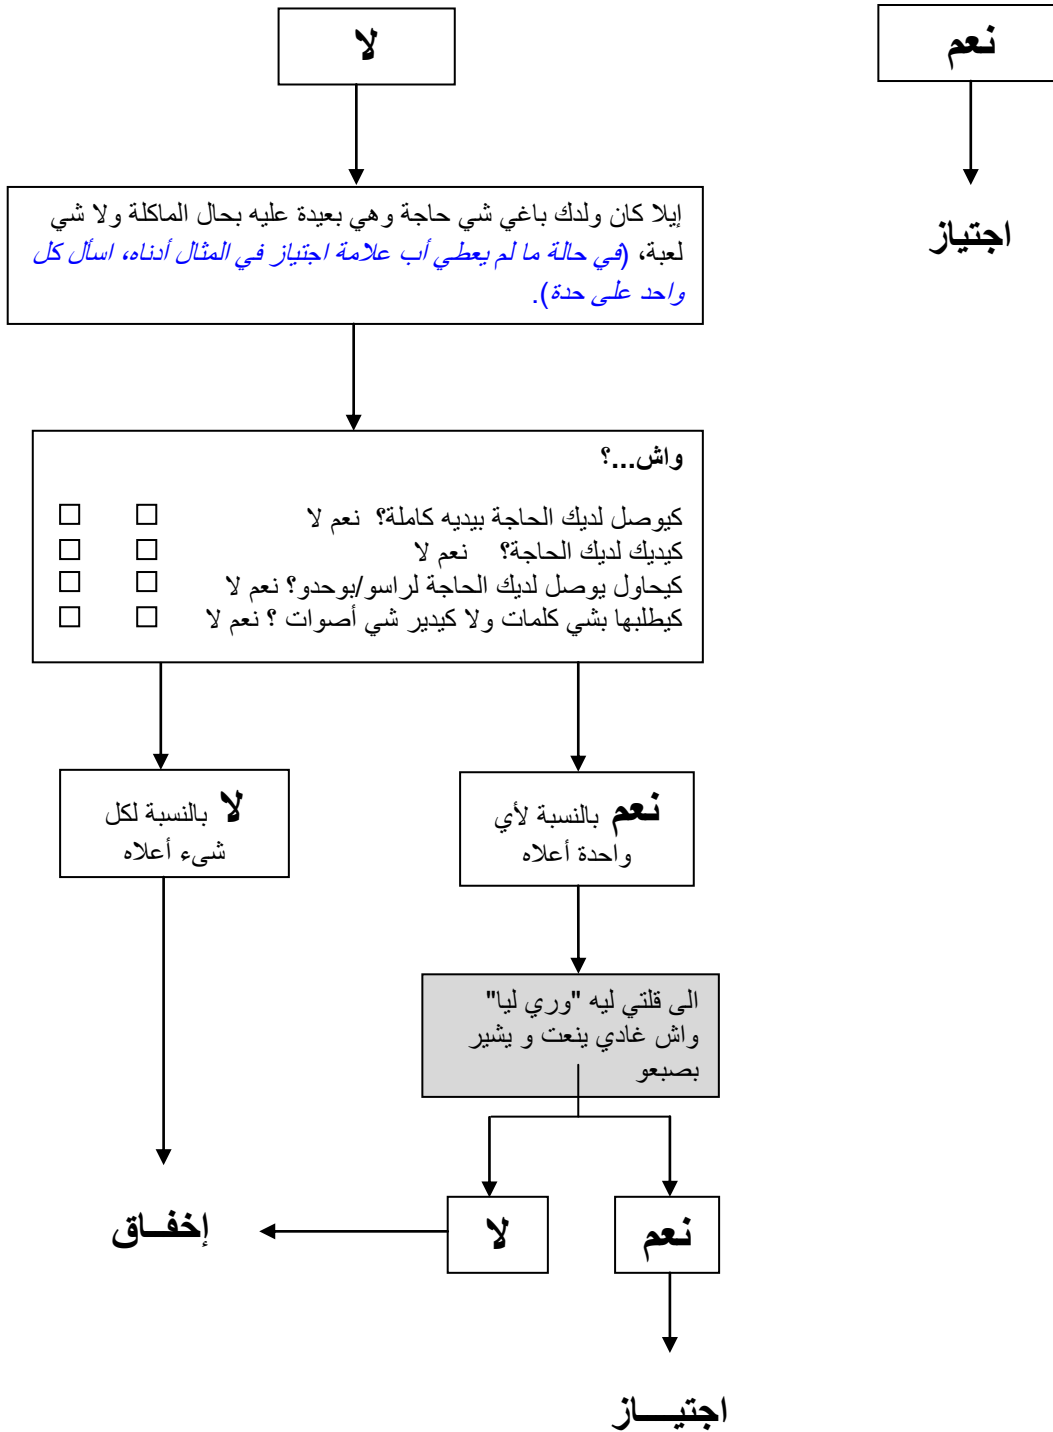 نعم
لا
اجتياز
إيلا كان ولدك باغي شي حاجة وهي بعيدة عليه بحال الماكلة ولا شي
لعبة، (في حالة ما لم يعطي أب علامة اجتياز في المثال أدناه، اسأل كل
واحد على حدة).
واش...؟
كيوصل لديك الحاجة بيديه كاملة؟ نعم لا □ □
كيديك لديك الحاجة؟ نعم لا □ □
كيحاول يوصل لديك الحاجة لراسو/بوحدو؟ نعم لا □ □
كيطلبها بشي كلمات ولا كيدير شي أصوات ؟ نعم لا □ □
نعم بالنسبة لأي
واحدة أعلاه
لا بالنسبة لكل
شيء أعلاه
الى قلتي ليه "وري ليا"
واش غادي ينعت و يشير
بصبعو
نعم
لا
إخفــاق
اجتيــــاز